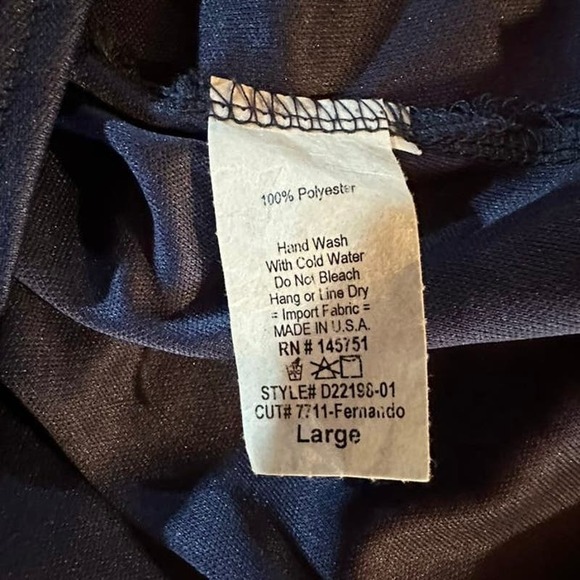 100% Polyester
Hand Wash
With Cold Water
Do Not Bleach
Hang or Line Dry
= Import Fabric =
MADE IN U.S.A.
RN # 145751
STYLE# D22198-01
CUT# 7711-Fernando
Large